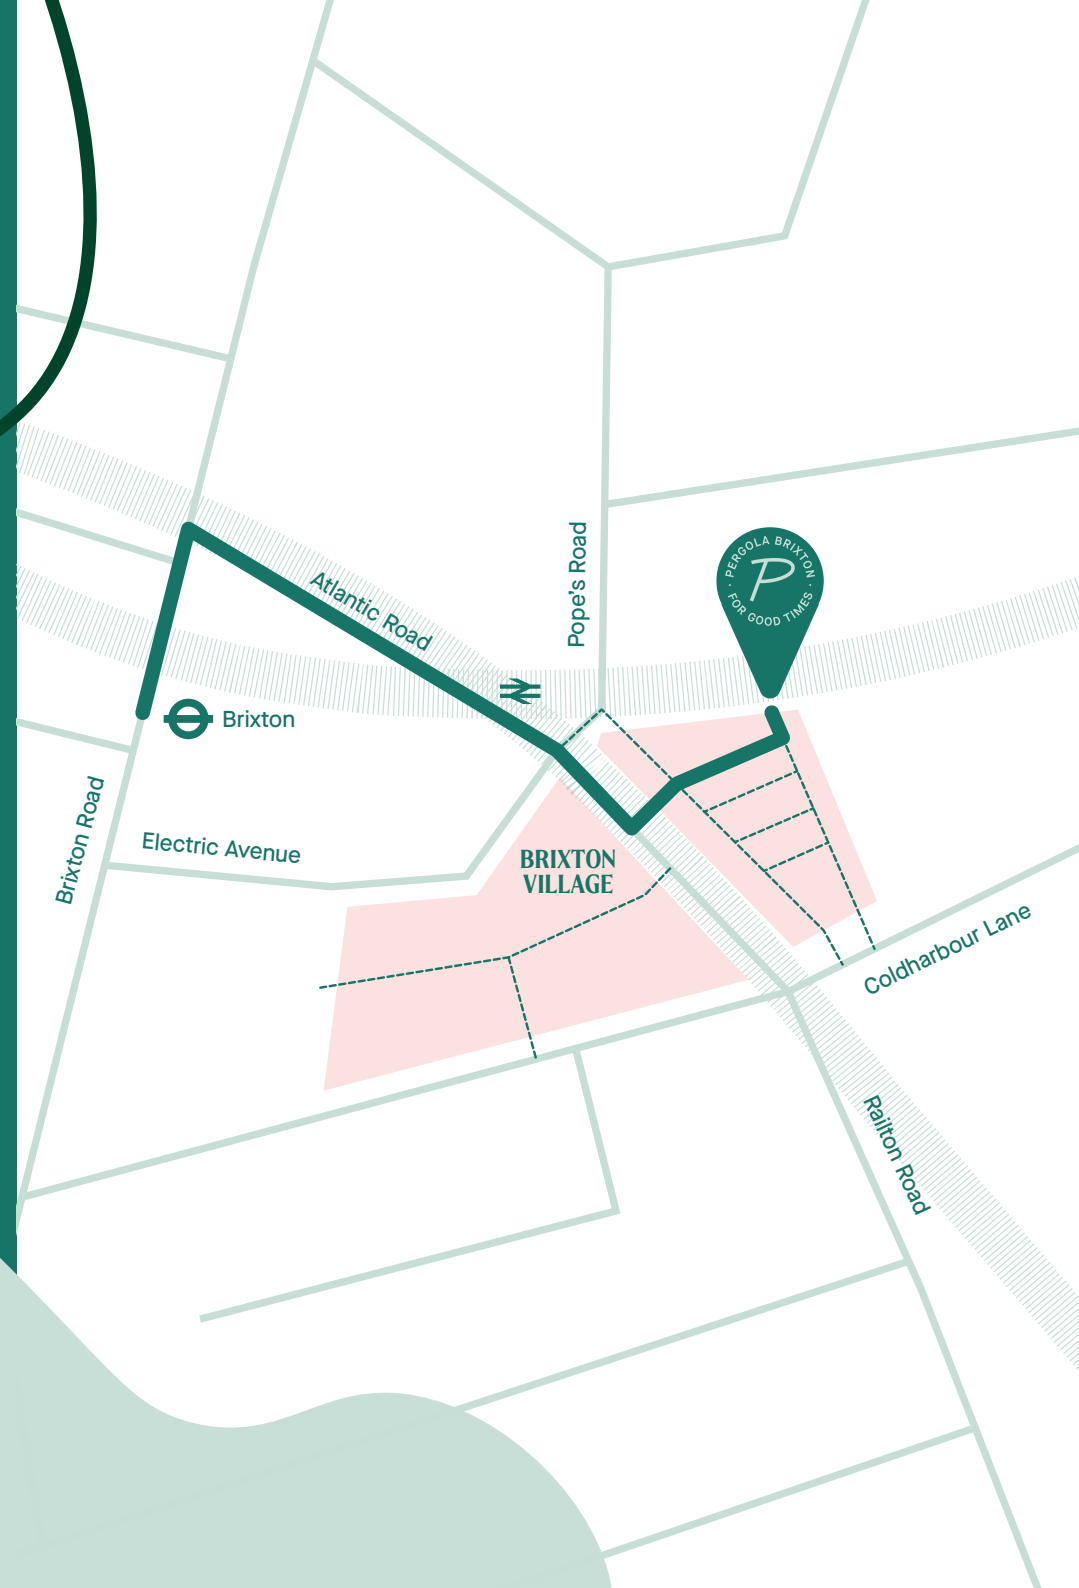 Pope's Road
PERGOLA BRIXTON
P
FOR GOOD TIMES
Atlantic Road
Brixton
Brixton Road
Electric Avenue
BRIXTON
VILLAGE
Coldharbour Lane
Railton Road